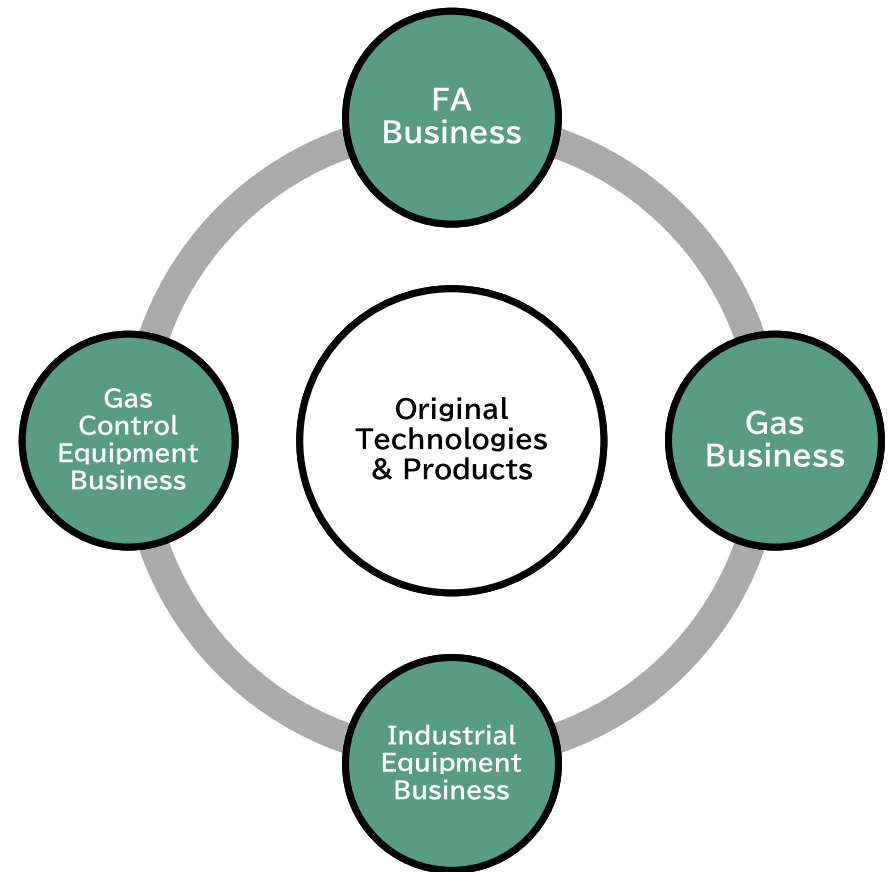 FA
Business
Gas
Control
Equipment
Business
Original
Technologies
& Products
Gas
Business
Industrial
Equipment
Business